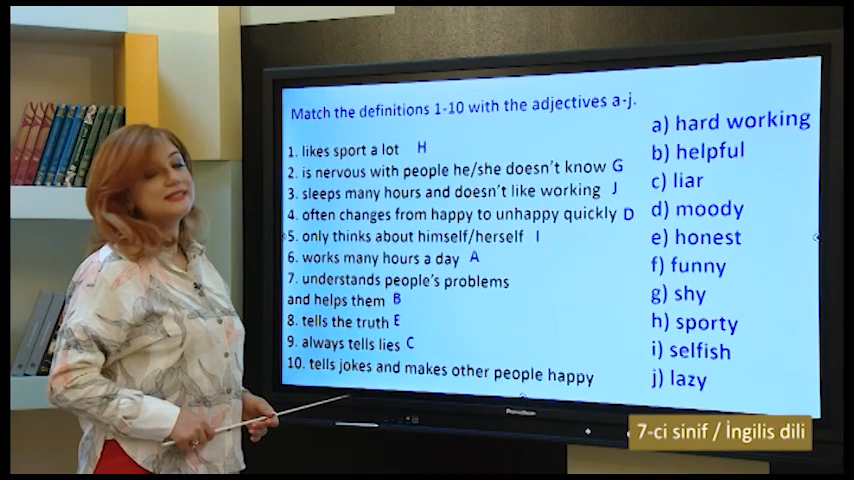 Match the definitions 1-10 with the adjectives a-j.
1. likes sport a lot H
2. is nervous with people he/she doesn't know G
3. sleeps many hours and doesn't like working J
4. often changes from happy to unhappy quickly D
5. only thinks about himself/herself I
6. works many hours a day A
7. understands people's problems
and helps them B
8. tells the truth E
9. always tells lies C
10. tells jokes and makes other people happy
a) hard working
b) helpful
c) liar
d) moody
e) honest
f) funny
g) shy
h) sporty
i) selfish
j) lazy
Promethean
7-ci sinif / İngilis dili